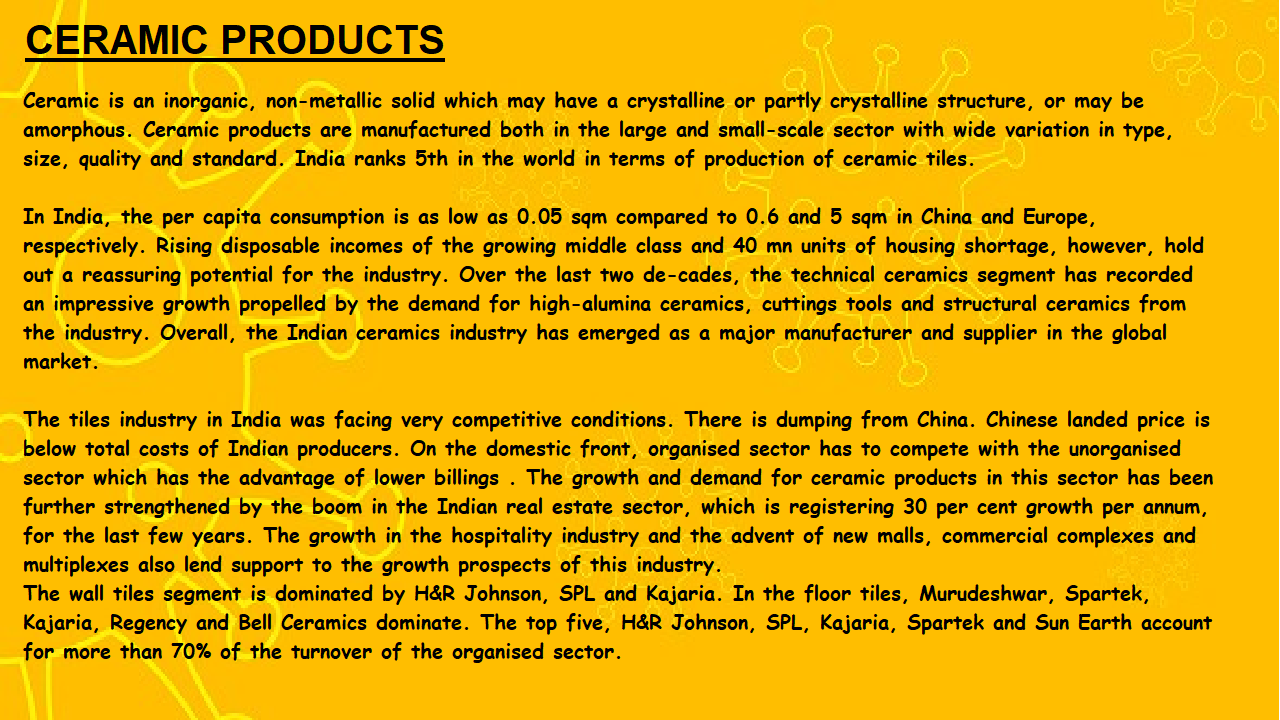 CERAMIC PRODUCTS
Ceramic is an inorganic, non-metallic solid which may have a crystalline or partly crystalline structure, or may be
amorphous. Ceramic products are manufactured both in the large and small-scale sector with wide variation in type,
size, quality and standard. India ranks 5th in the world in terms of production of ceramic tiles.
In India, the per capita consumption is as low as 0.05 sqm compared to 0.6 and 5 sqm in China and Europe,
respectively. Rising disposable incomes of the growing middle class and 40 mn units of housing shortage, however, hold
out a reassuring potential for the industry. Over the last two de-cades, the technical ceramics segment has recorded
an impressive growth propelled by the demand for high-alumina ceramics, cuttings tools and structural ceramics from
the industry. Overall, the Indian ceramics industry has emerged as a major manufacturer and supplier in the global
market.
The tiles industry in India was facing very competitive conditions. There is dumping from China. Chinese landed price is
below total costs of Indian producers. On the domestic front, organised sector has to compete with the unorganised
sector which has the advantage of lower billings . The growth and demand for ceramic products in this sector has been
further strengthened by the boom in the Indian real estate sector, which is registering 30 per cent growth per annum,
for the last few years. The growth in the hospitality industry and the advent of new malls, commercial complexes and
multiplexes also lend support to the growth prospects of this industry.
The wall tiles segment is dominated by H&R Johnson, SPL and Kajaria. In the floor tiles, Murudeshwar, Spartek,
Kajaria, Regency and Bell Ceramics dominate. The top five, H&R Johnson, SPL, Kajaria, Spartek and Sun Earth account
for more than 70% of the turnover of the organised sector.